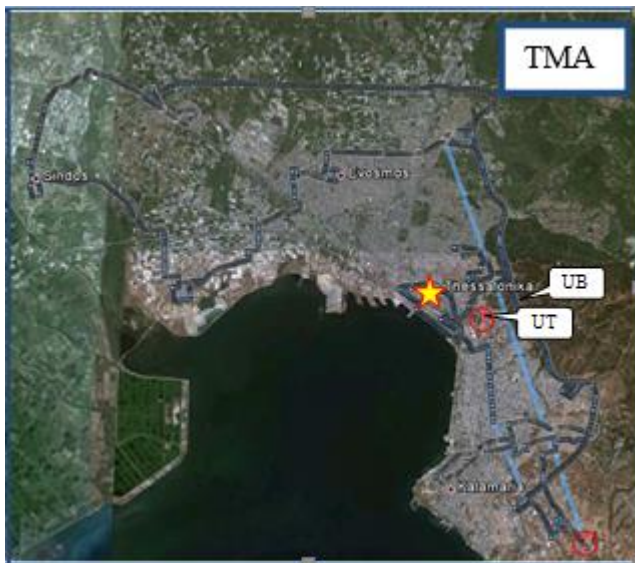 TMA
Sindos
Evosmos
Thessaloniki
UB
UT
Kalamaria